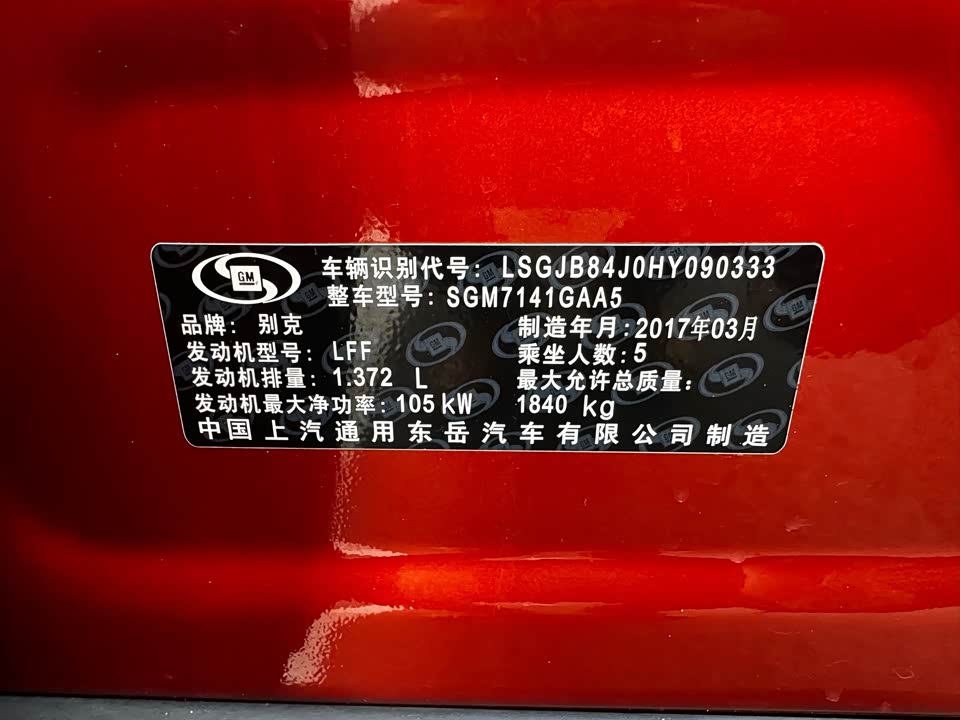 GM
车辆识别代号: LSGJB84J0HY090333
整车型号: SGM7141GAA5
品牌: 别克
制造年月: 2017年03月
发动机型号: LFF
乘坐人数: 5
发动机排量: 1.372 L
最大允许总质量:
发动机最大净功率: 105kW
1840 kg
中国上汽通用东岳汽车有限公司制造